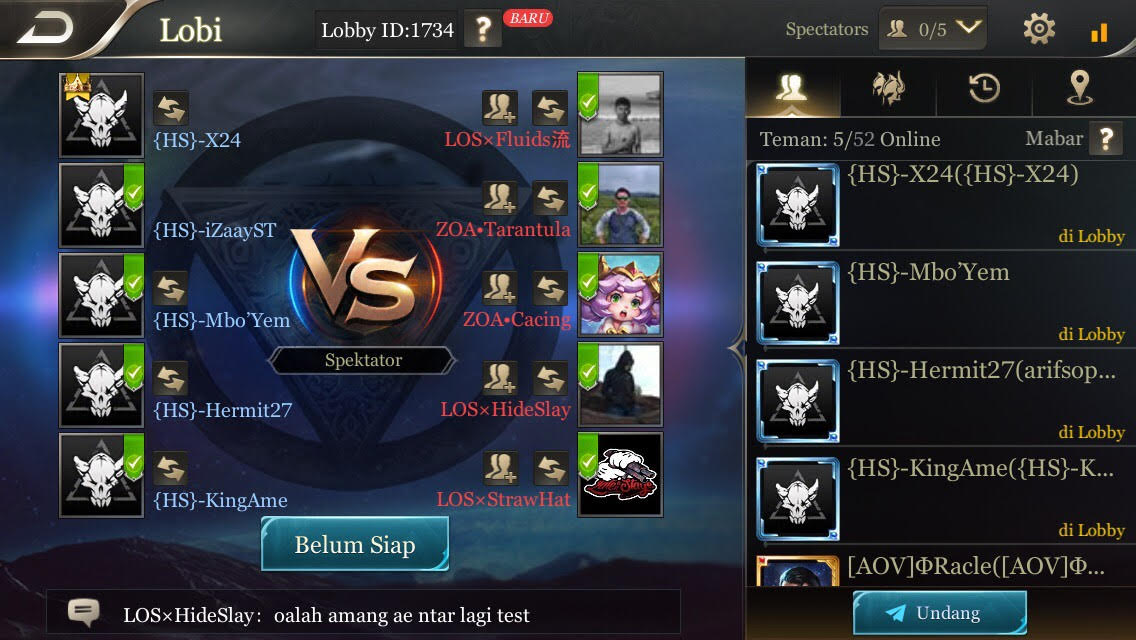 Lobi
Lobby ID:1734
?
BARU
Spectators
0/5
{HS}-X24
{HS}-iZaayST
{HS}-Mbo'Yem
{HS}-Hermit27
{HS}-KingAme
VS
Spektator
LOS×Fluids流
ZOA•Tarantula
ZOA•Cacing
LOS×HideSlay
LOS×StrawHat
Belum Siap
LOS×HideSlay: oalah amang ae ntar lagi test
Teman: 5/52 Online
Mabar ?
{HS}-X24({HS}-X24)
di Lobby
{HS}-Mbo'Yem
di Lobby
{HS}-Hermit27(arifsop...
di Lobby
{HS}-KingAme({HS}-K...
di Lobby
[AOV]ΦRacle([AOV]Φ...
Undang